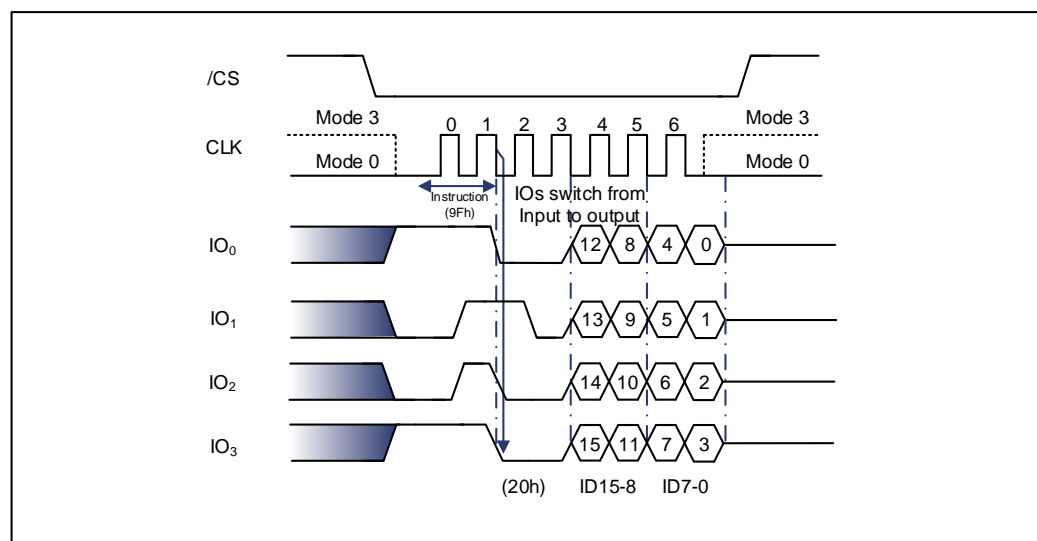 /CS
Mode 3
Mode 3
0 1 2 3 4 5 6
CLK
Mode 0
Mode 0
Instruction
(9Fh)
IOs switch from
Input to output
IO0
12 8 4 0
IO1
13 9 5 1
IO2
14 10 6 2
IO3
15 11 7 3
(20h) ID15-8 ID7-0